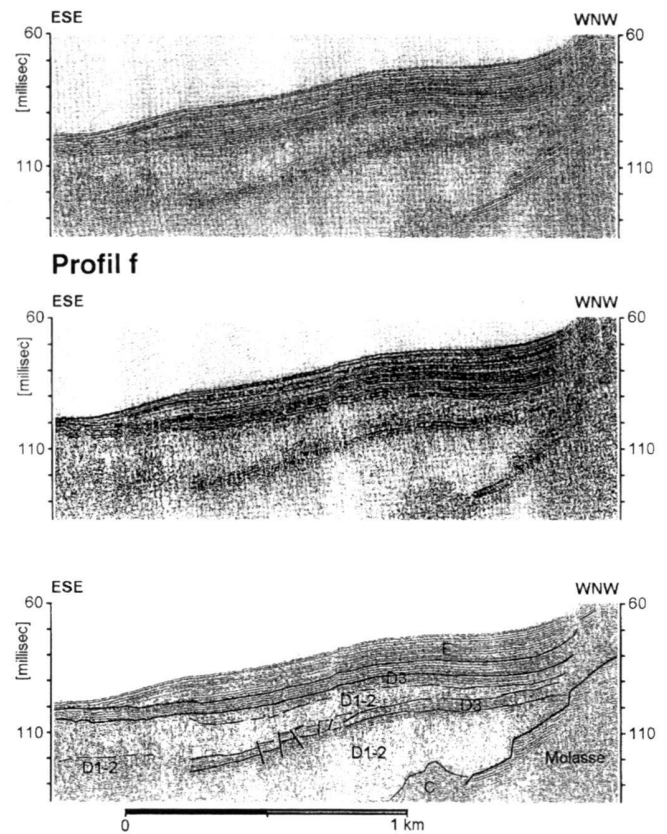 ESE WNW
60 60
[millisec]
110 110
Profil f
ESE WNW
60 60
[millisec]
110 110
ESE WNW
60 60
[millisec]
E
D3
D1-2
D3
110 110
D1-2
D1-2
Molasse
C
0 1 km